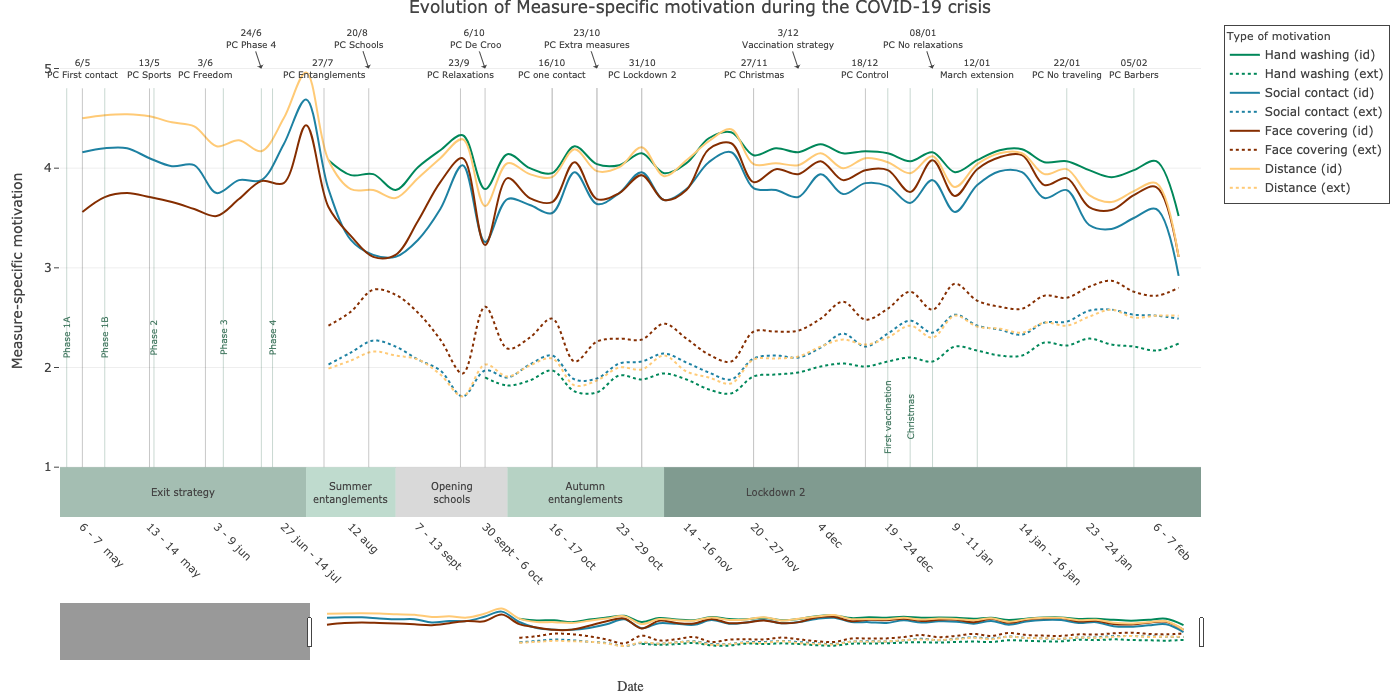 Evolution of Measure-specific motivation during the COVID-19 crisis
24/6
PC Phase 4
20/8
PC Schools
6/10
PC De Croo
23/10
PC Extra measures
3/12
Vaccination strategy
08/01
PC No relaxations
6/5
PC First contact
13/5
PC Sports
3/6
PC Freedom
27/7
PC Entanglements
23/9
PC Relaxations
16/10
PC one contact
31/10
PC Lockdown 2
27/11
PC Christmas
18/12
PC Control
12/01
March extension
22/01
PC No traveling
05/02
PC Barbers
Type of motivation
Hand washing (id)
Hand washing (ext)
Social contact (id)
Social contact (ext)
Face covering (id)
Face covering (ext)
Distance (id)
Distance (ext)
Measure-specific motivation
5
4
3
2
1
Phase 1A
Phase 1B
Phase 2
Phase 3
Phase 4
First vaccination
Christmas
Exit strategy
Summer
entanglements
Opening
schools
Autumn
entanglements
Lockdown 2
6 - 7 may
13 - 14 may
3 - 9 jun
27 jun - 14 jul
12 aug
7 - 13 sept
30 sept - 6 oct
16 - 17 oct
23 - 29 oct
14 - 16 nov
20 - 27 nov
4 dec
19 - 24 dec
9 - 11 jan
14 jan - 16 jan
23 - 24 jan
6 - 7 feb
Date